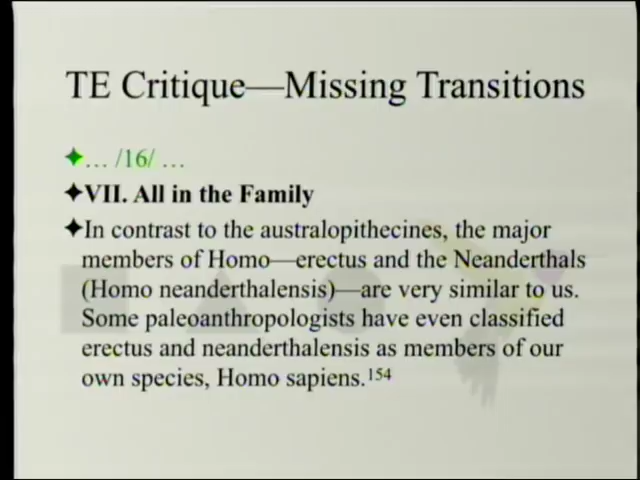 TE Critique—Missing Transitions
✦… /16/ …
✦VII. All in the Family
✦In contrast to the australopithecines, the major
members of Homo—erectus and the Neanderthals
(Homo neanderthalensis)—are very similar to us.
Some paleoanthropologists have even classified
erectus and neanderthalensis as members of our
own species, Homo sapiens.154